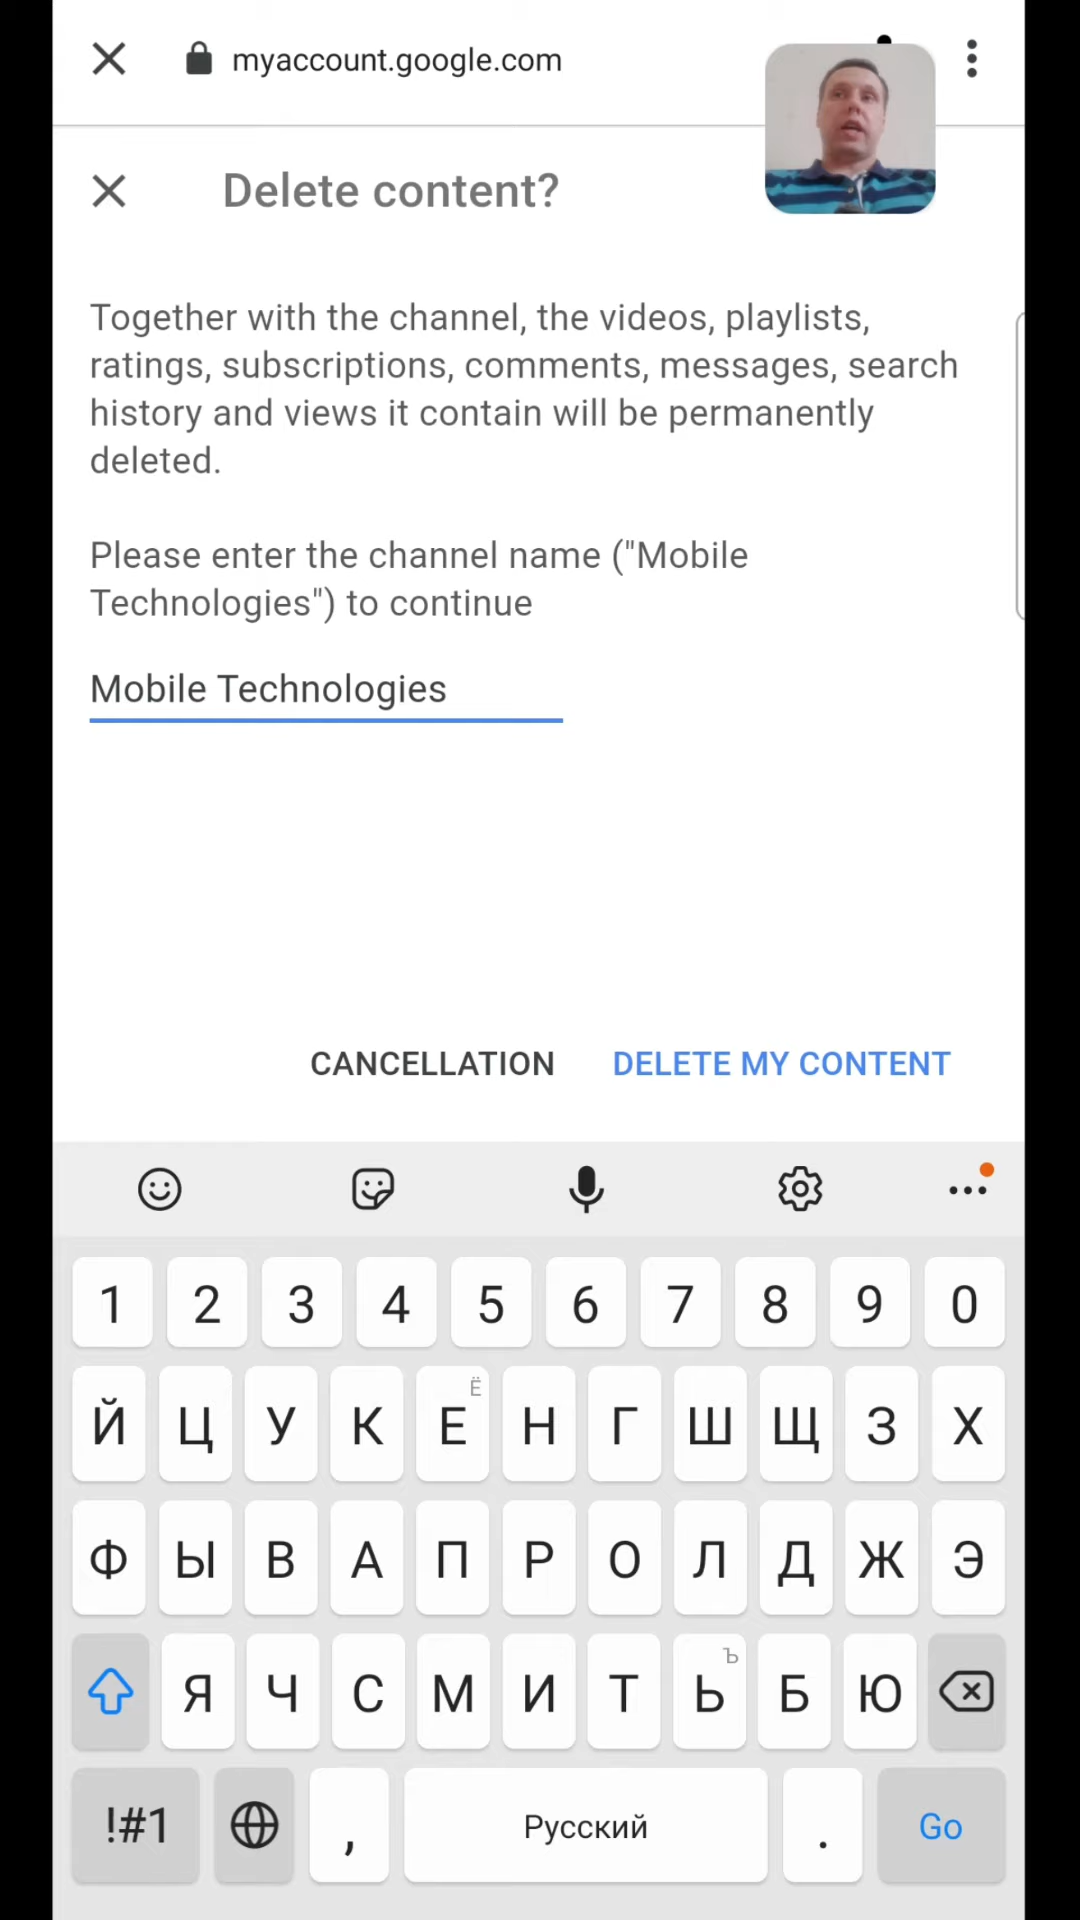 myaccount.google.com
Delete content?
Together with the channel, the videos, playlists,
ratings, subscriptions, comments, messages, search
history and views it contain will be permanently
deleted.
Please enter the channel name ("Mobile
Technologies") to continue
Mobile Technologies
CANCELLATION DELETE MY CONTENT
1 2 3 4 5 6 7 8 9 0
Й Ц У К Е Ё Н Г Ш Щ З Х
Ф Ы В А П Р О Л Д Ж Э
Я Ч С М И Т Ь Ъ Б Ю
!#1 , Русский . Go